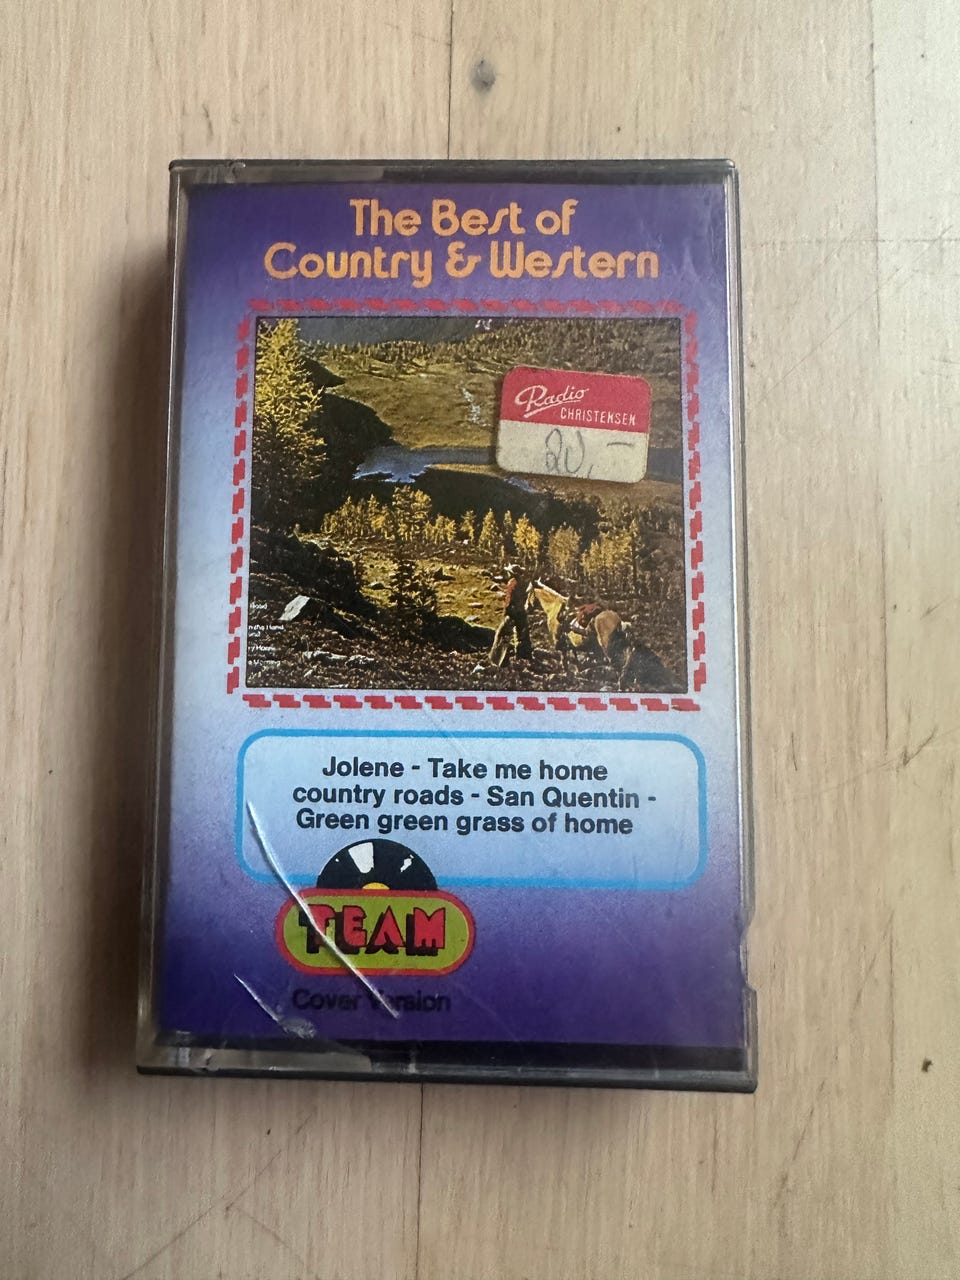 The Best of
Country & Western
Radio
CHRISTENSEN
20,-
Jolene - Take me home
country roads - San Quentin -
Green green grass of home
TEAM
Cover Version